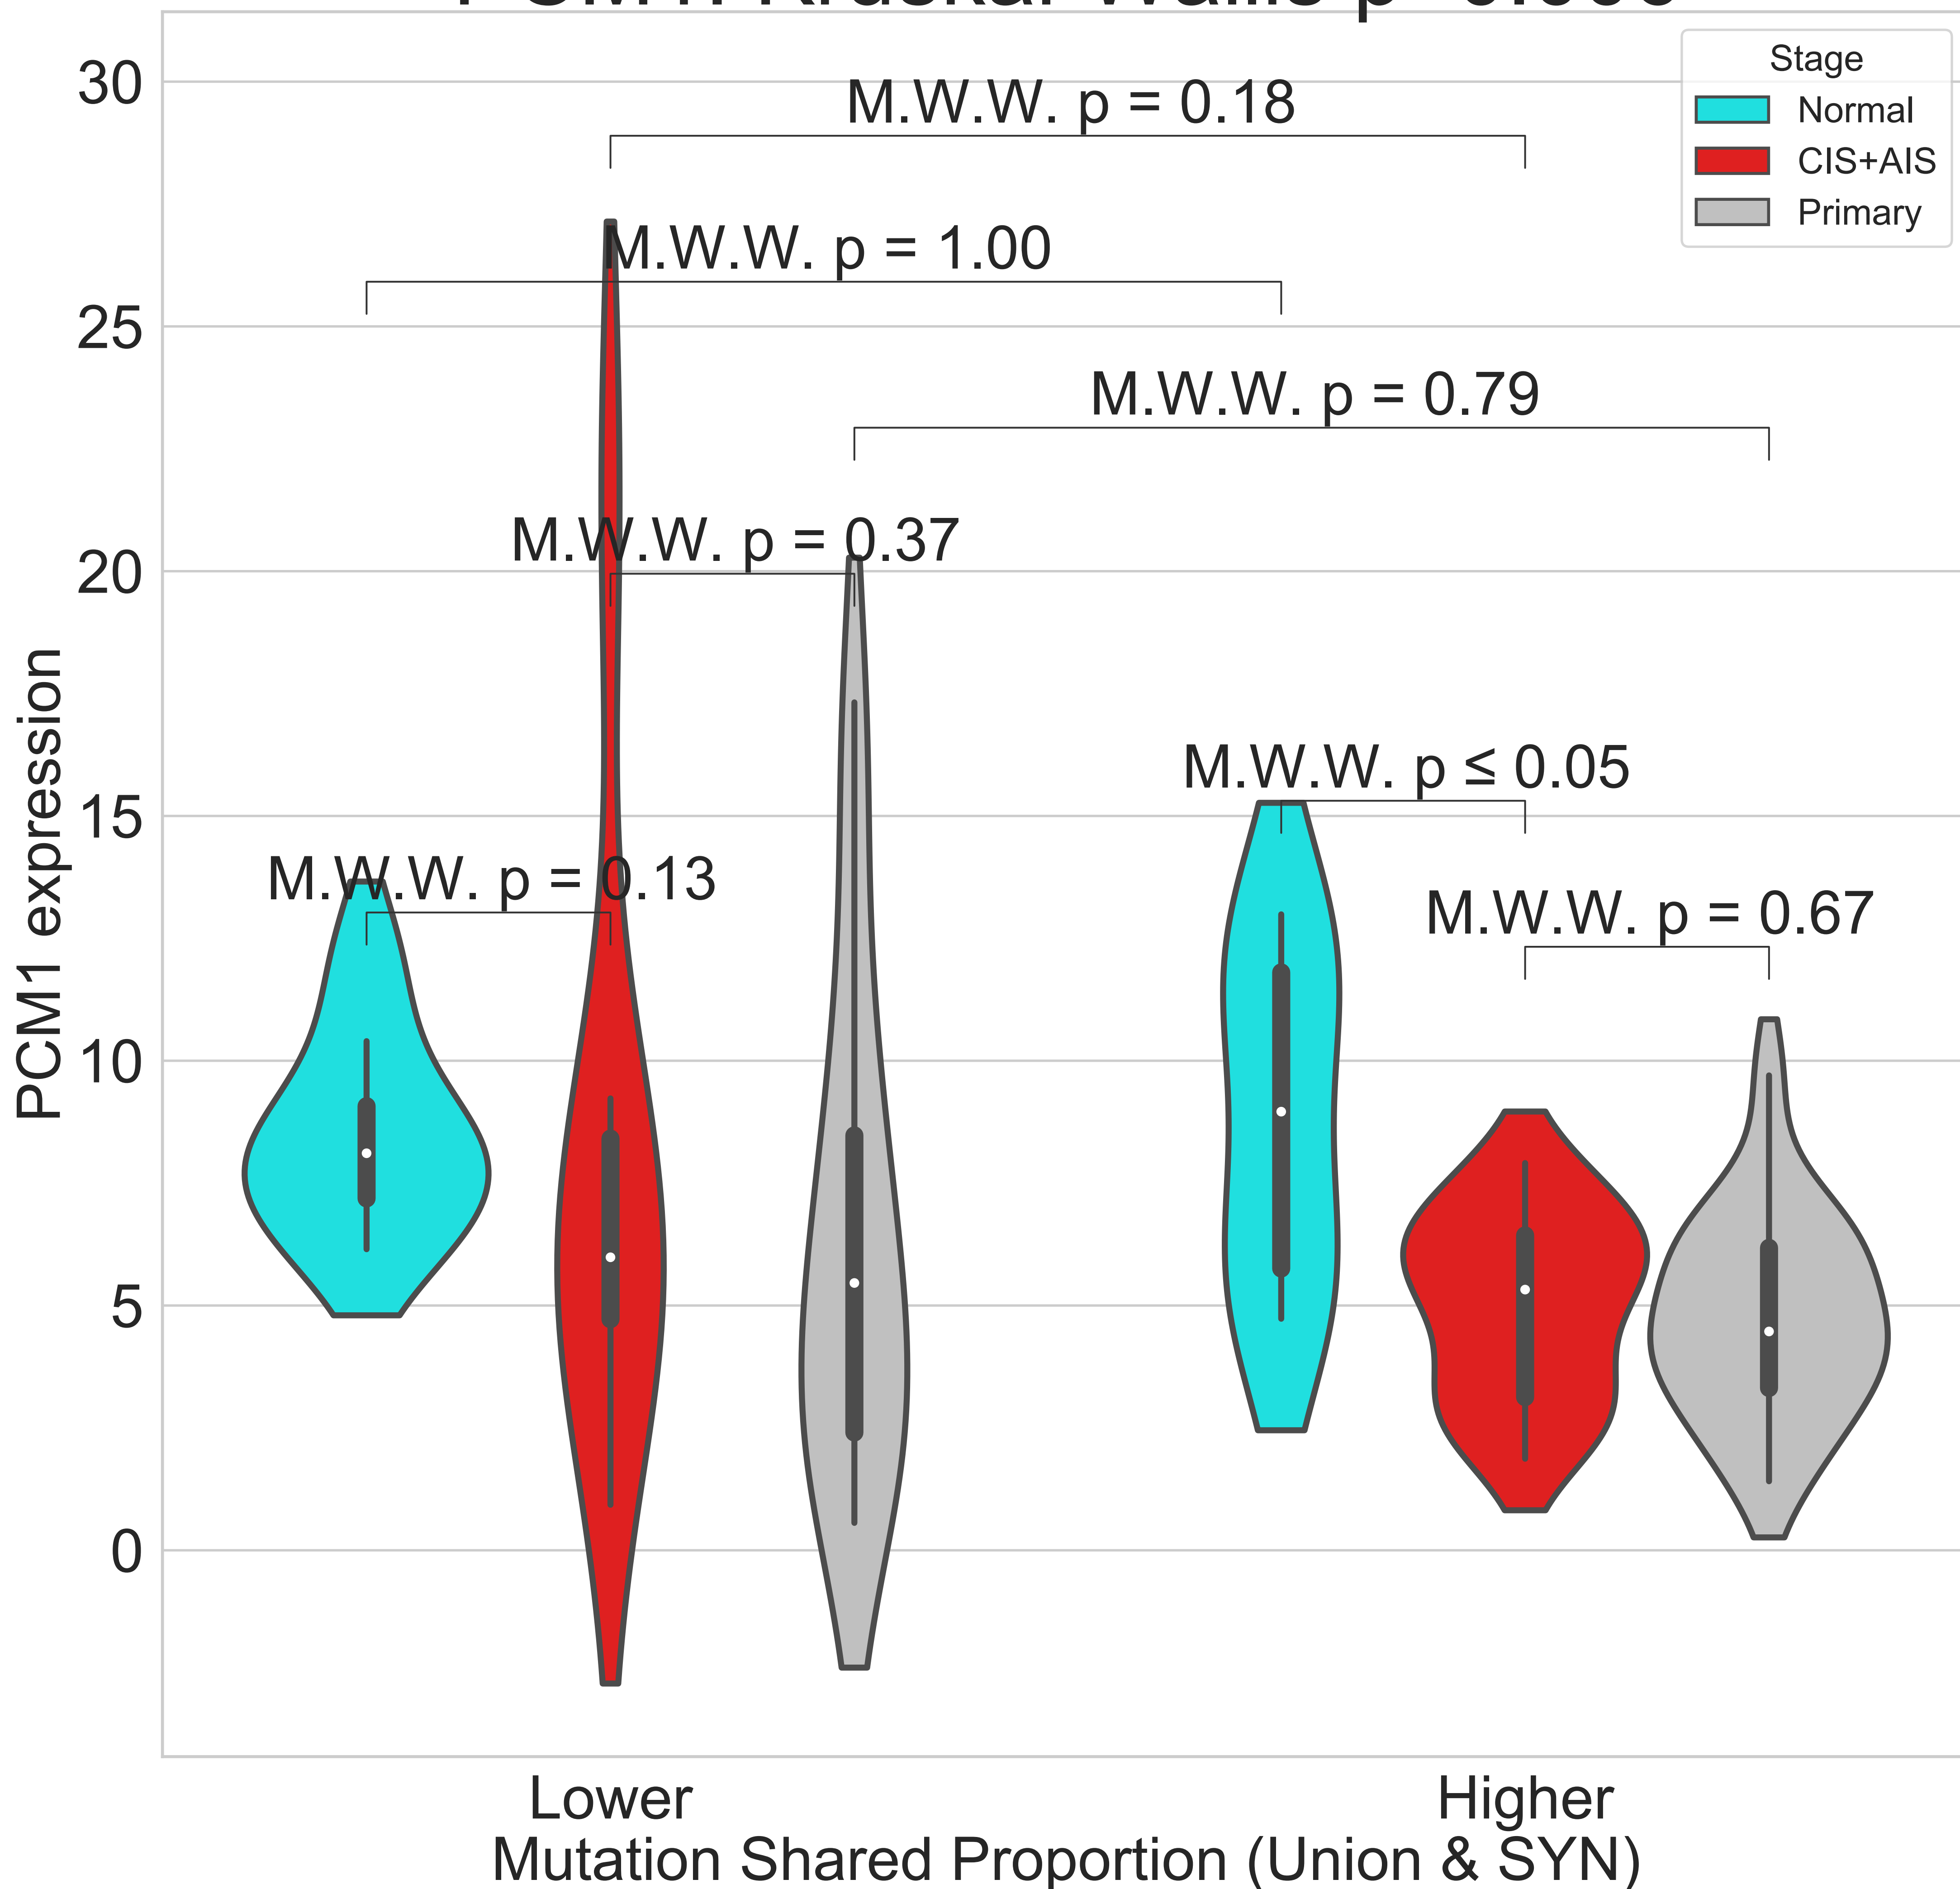 Stage
Normal
CIS+AIS
Primary
M.W.W. p = 0.18
M.W.W. p = 1.00
M.W.W. p = 0.79
M.W.W. p = 0.37
M.W.W. p ≤ 0.05
M.W.W. p = 0.13
M.W.W. p = 0.67
30
25
20
15
10
5
0
PCM1 expression
Lower
Higher
Mutation Shared Proportion (Union & SYN)